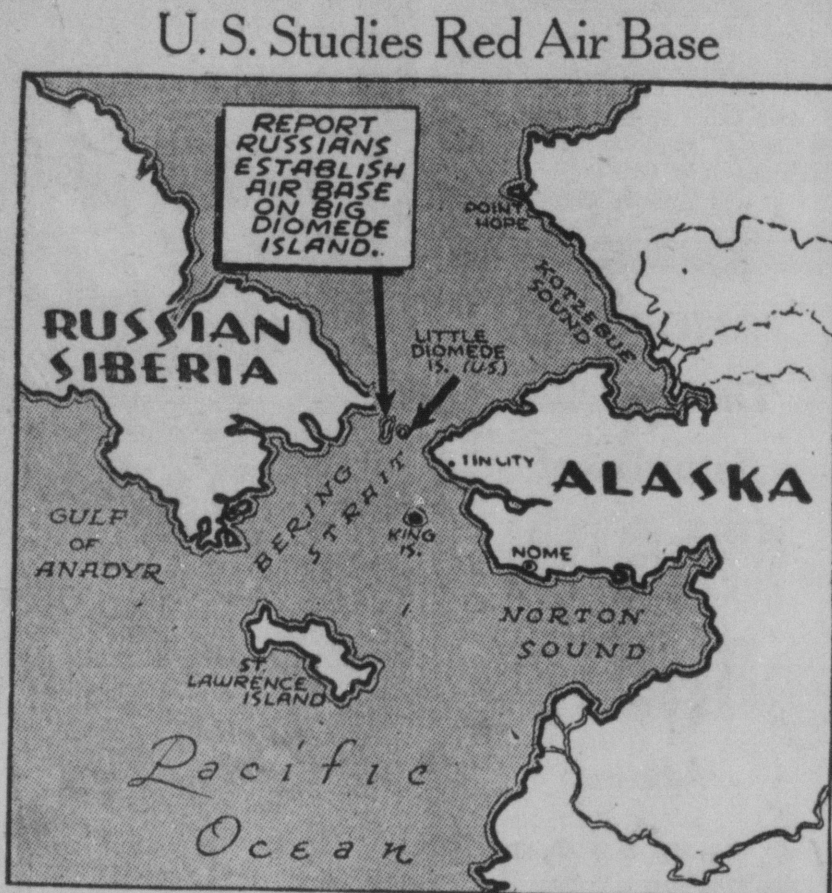 U. S. Studies Red Air Base
REPORT
RUSSIANS
ESTABLISH
AIR BASE
ON BIG
DIOMEDE
ISLAND.
POINT
HOPE
KOTZEBUE
SOUND
RUSSIAN
SIBERIA
LITTLE
DIOMEDE
IS. (U.S.)
TIN CITY
ALASKA
BERING
STRAIT
GULF
OF
ANADYR
KING
IS.
NOME
NORTON
SOUND
ST.
LAWRENCE
ISLAND
Pacific
Ocean